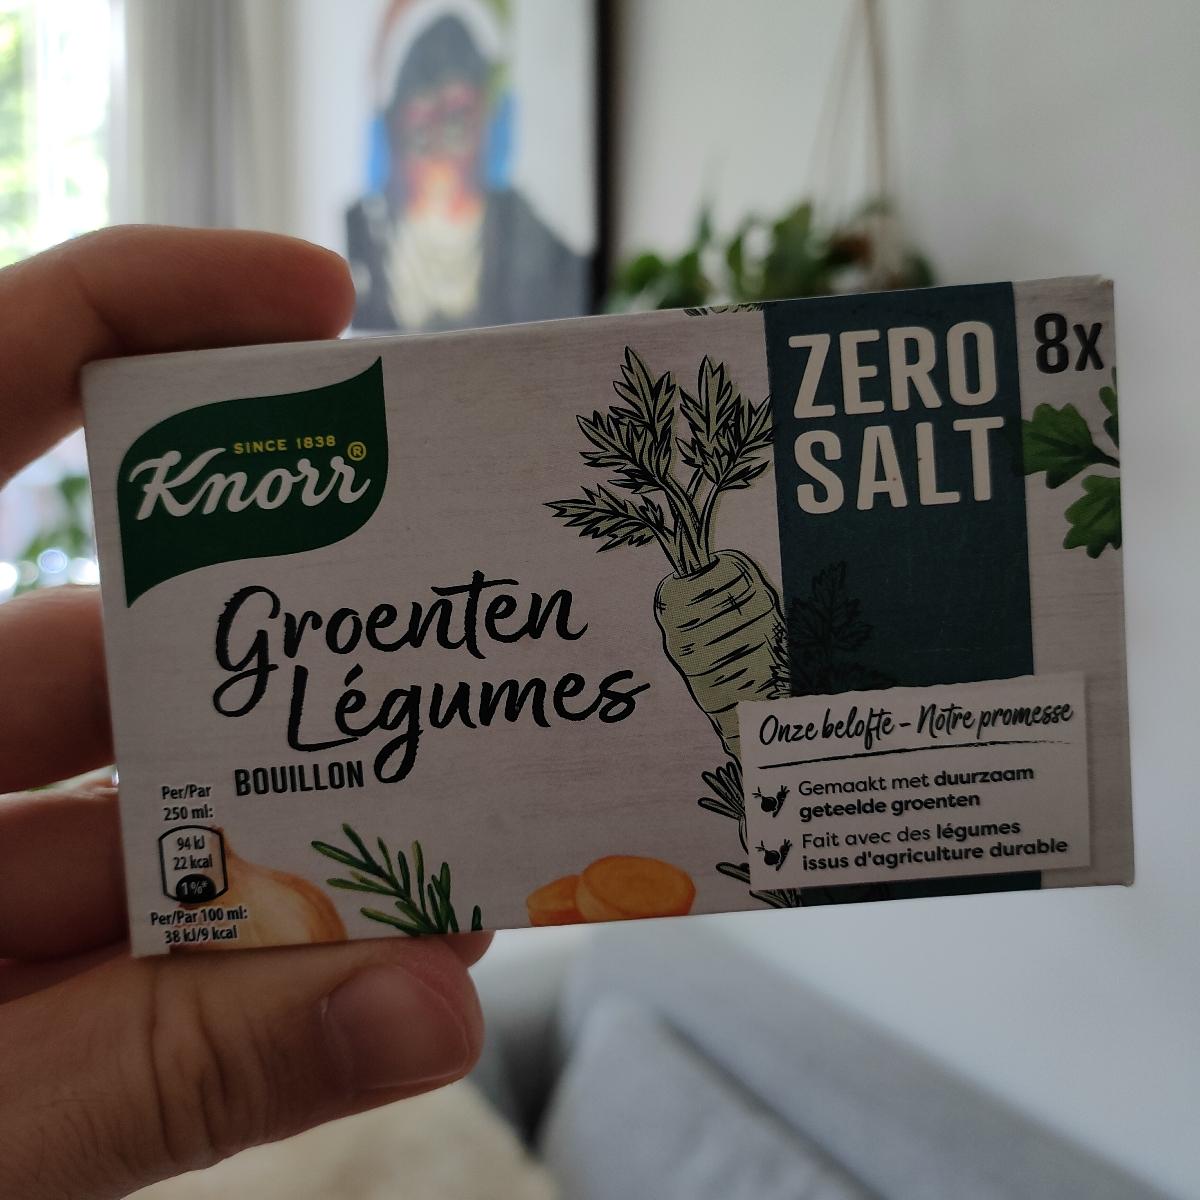 SINCE 1838
Knorr®
Groenten
Légumes
BOUILLON
Per/Par
250 ml:
94 kJ
22 kcal
1%*
Per/Par 100 ml:
38 kJ/9 kcal
ZERO
SALT
8x
Onze belofte - Notre promesse
Gemaakt met duurzaam
geteelde groenten
Fait avec des légumes
issus d'agriculture durable